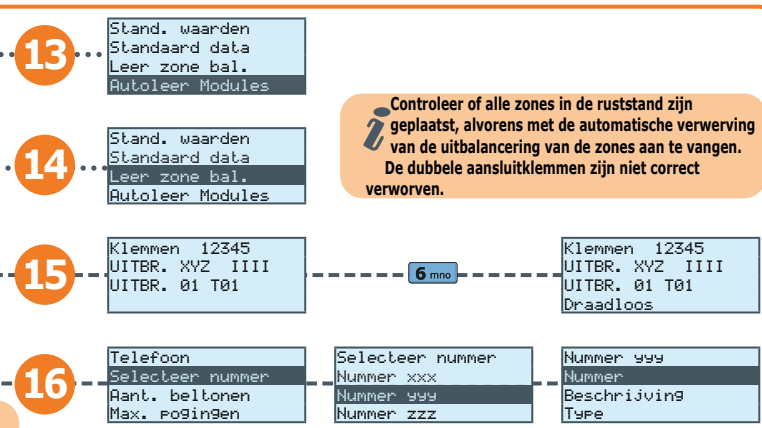 13
Stand. waarden
Standaard data
Leer zone bal.
Autoleer Modules
Controleer of alle zones in de ruststand zijn
geplaatst, alvorens met de automatische verwerving
van de uitbalancering van de zones aan te vangen.
De dubbele aansluitklemmen zijn niet correct
verworven.
14
Stand. waarden
Standaard data
Leer zone bal.
Autoleer Modules
15
Klemmen 12345
UITBR. XYZ IIII
UITBR. 01 T01
6 mno
Klemmen 12345
UITBR. XYZ IIII
UITBR. 01 T01
Draadloos
16
Telefoon
Selecteer nummer
Aant. beltonen
Max. pogingen
Selecteer nummer
Nummer xxx
Nummer yyy
Nummer zzz
Nummer yyy
Nummer
Beschrijving
Type